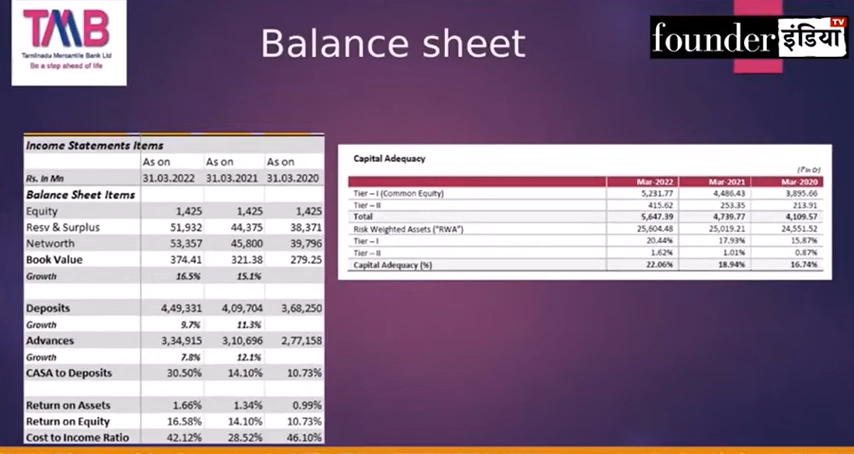 TMB
Tamilnadu Mercantile Bank Ltd
Be a step ahead of life
Balance sheet
founder इंडिया TV
Income Statements Items
As on As on As on
Rs. In Mn 31.03.2022 31.03.2021 31.03.2020
Balance Sheet Items
Equity 1,425 1,425 1,425
Resv & Surplus 51,932 44,375 38,371
Networth 53,357 45,800 39,796
Book Value 374.41 321.38 279.25
Growth 16.5% 15.1%
Deposits 4,49,331 4,09,704 3,68,250
Growth 9.7% 11.3%
Advances 3,34,915 3,10,696 2,77,158
Growth 7.8% 12.1%
CASA to Deposits 30.50% 14.10% 10.73%
Return on Assets 1.66% 1.34% 0.99%
Return on Equity 16.58% 14.10% 10.73%
Cost to Income Ratio 42.12% 28.52% 46.10%
Capital Adequacy
(₹ in Cr)
Mar-2022 Mar-2021 Mar-2020
Tier – I (Common Equity) 5,231.77 4,486.43 3,895.66
Tier – II 415.62 253.35 213.91
Total 5,647.39 4,739.77 4,109.57
Risk Weighted Assets ("RWA") 25,604.48 25,019.21 24,551.52
Tier – I 20.44% 17.93% 15.87%
Tier – II 1.62% 1.01% 0.87%
Capital Adequacy (%) 22.06% 18.94% 16.74%